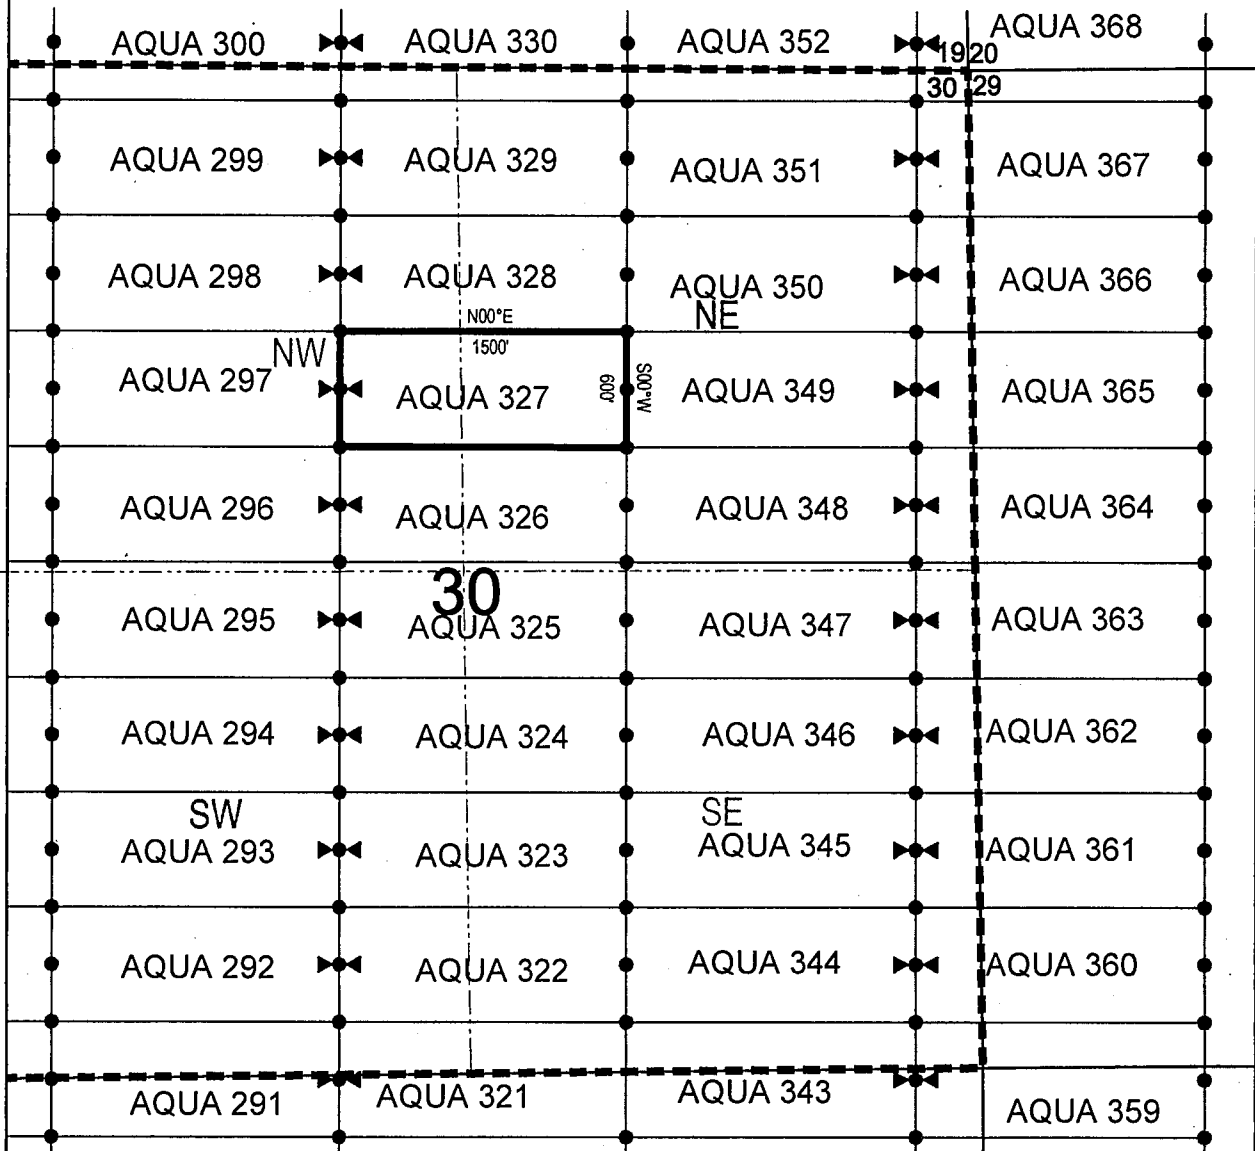 AQUA 300 AQUA 330 AQUA 352 AQUA 368
19 20
30 29
AQUA 299 AQUA 329 AQUA 351 AQUA 367
AQUA 298 AQUA 328 AQUA 350 AQUA 366
N00°E NE
NW 1500'
AQUA 297 AQUA 327 600' S00°W AQUA 349 AQUA 365
AQUA 296 AQUA 326 AQUA 348 AQUA 364
30
AQUA 295 AQUA 325 AQUA 347 AQUA 363
AQUA 294 AQUA 324 AQUA 346 AQUA 362
SW SE
AQUA 293 AQUA 323 AQUA 345 AQUA 361
AQUA 292 AQUA 322 AQUA 344 AQUA 360
AQUA 291 AQUA 321 AQUA 343 AQUA 359